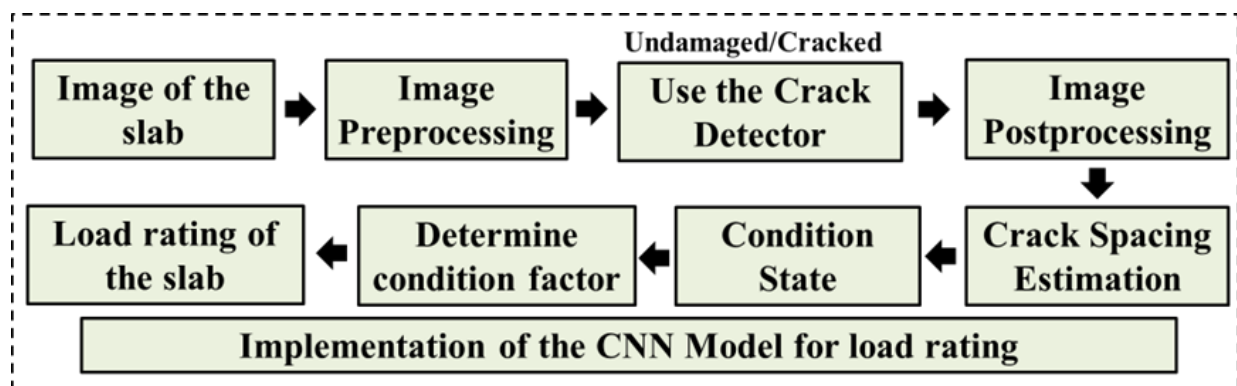 Undamaged/Cracked
Image of the
slab
Image
Preprocessing
Use the Crack
Detector
Image
Postprocessing
Crack Spacing
Estimation
Condition
State
Determine
condition factor
Load rating of
the slab
Implementation of the CNN Model for load rating